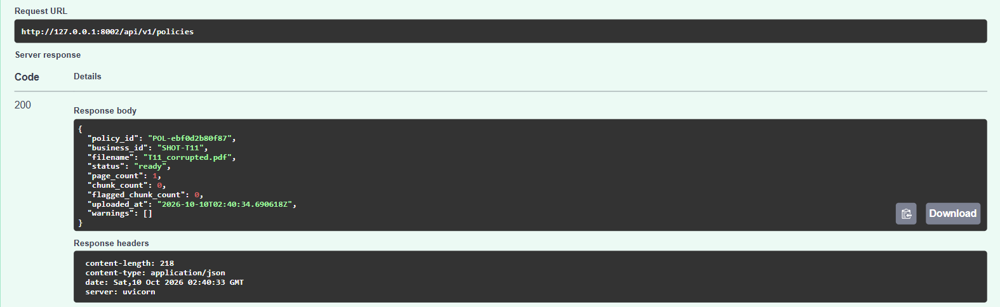 Request URL
http://127.0.0.1:8002/api/v1/policies
Server response
Code Details
200
Response body
{
  "policy_id": "POL-ebf0d2b80f87",
  "business_id": "SHOT-T11",
  "filename": "T11_corrupted.pdf",
  "status": "ready",
  "page_count": 1,
  "chunk_count": 0,
  "flagged_chunk_count": 0,
  "uploaded_at": "2026-10-10T02:40:34.690618Z",
  "warnings": []
}
Download
Response headers
content-length: 218
content-type: application/json
date: Sat,10 Oct 2026 02:40:33 GMT
server: uvicorn